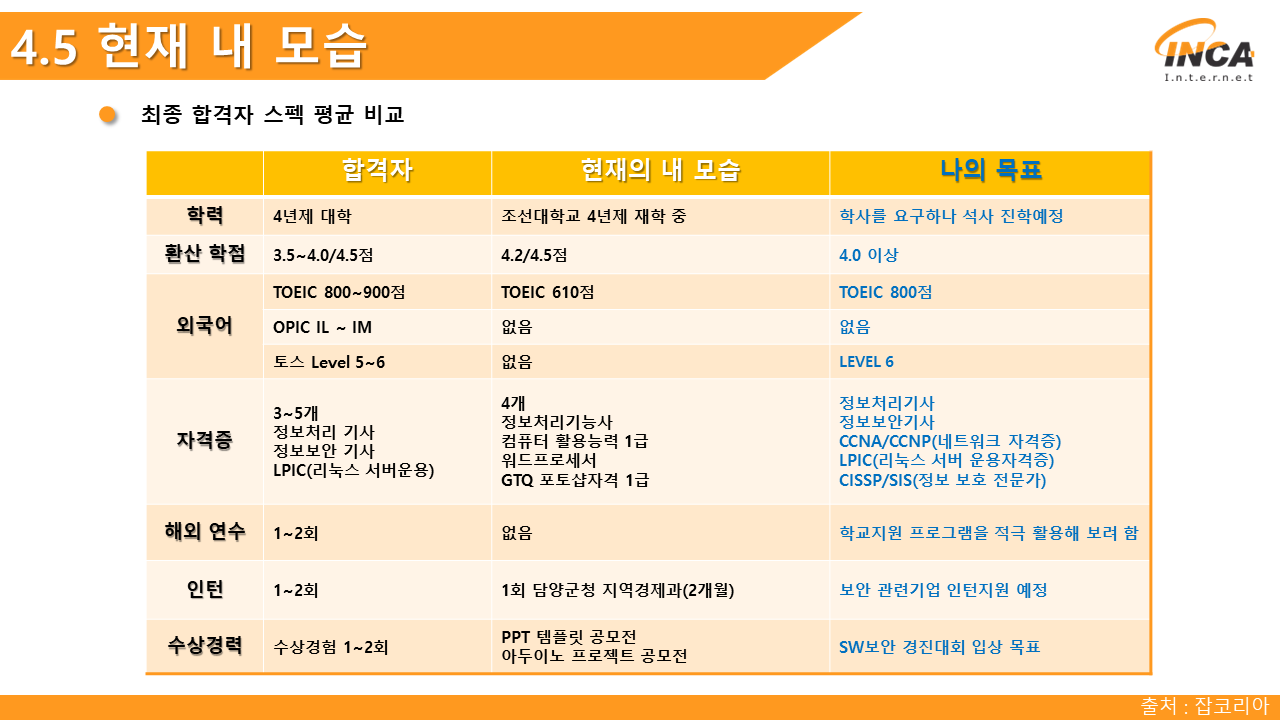 4.5 현재 내 모습
INCA
I.n.t.e.r.n.e.t
최종 합격자 스펙 평균 비교
합격자 현재의 내 모습 나의 목표
학력 4년제 대학 조선대학교 4년제 재학 중 학사를 요구하나 석사 진학예정
환산 학점 3.5~4.0/4.5점 4.2/4.5점 4.0 이상
외국어
TOEIC 800~900점 TOEIC 610점 TOEIC 800점
OPIC IL ~ IM 없음 없음
토스 Level 5~6 없음 LEVEL 6
자격증
3~5개
정보처리 기사
정보보안 기사
LPIC(리눅스 서버운용)
4개
정보처리기능사
컴퓨터 활용능력 1급
워드프로세서
GTQ 포토샵자격 1급
정보처리기사
정보보안기사
CCNA/CCNP(네트워크 자격증)
LPIC(리눅스 서버 운용자격증)
CISSP/SIS(정보 보호 전문가)
해외 연수 1~2회 없음 학교지원 프로그램을 적극 활용해 보려 함
인턴 1~2회 1회 담양군청 지역경제과(2개월) 보안 관련기업 인턴지원 예정
수상경력 수상경험 1~2회
PPT 템플릿 공모전
아두이노 프로젝트 공모전
SW보안 경진대회 입상 목표
출처 : 잡코리아